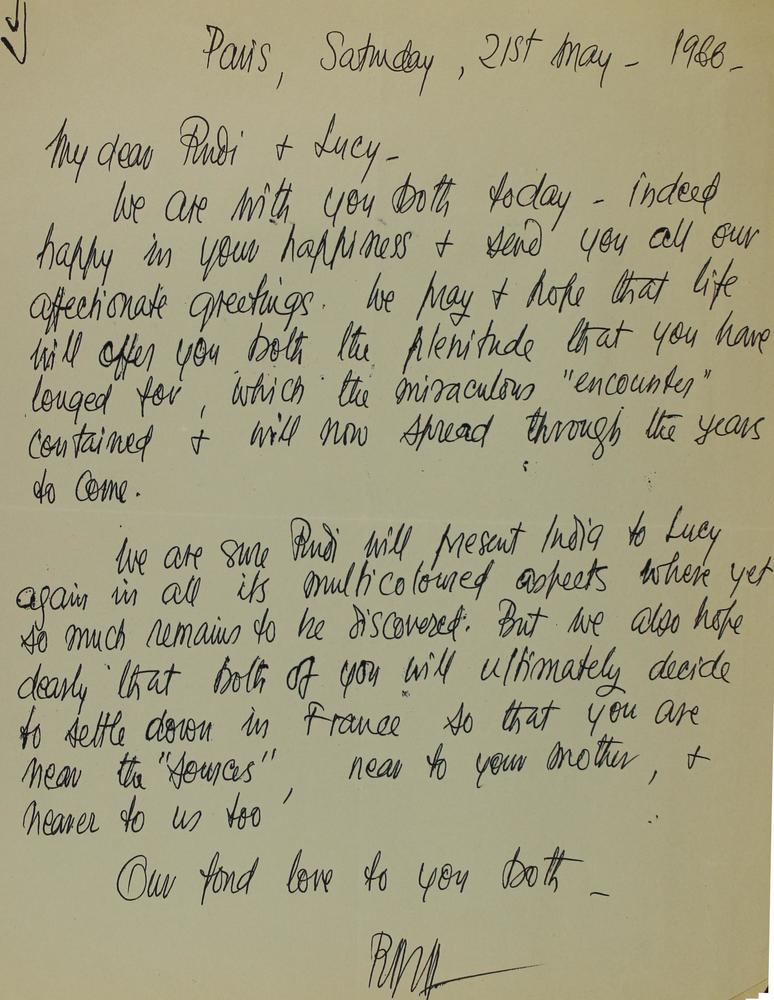 Paris, Saturday, 21st May -
My dear Rudi + Lucy -
We are with you both today - indeed
happy in your happiness + send you all our
affectionate greetings. We pray + hope that life
will offer you both the plenitude that you have
longed for, which the miraculous "encounter"
contained + will now spread through the years
to come.
We are sure Rudi will present India to Lucy
again in all its multicoloured aspects where yet
so much remains to be discovered. But we also hope
dearly that both of you will ultimately decide
to settle down in France so that you are
near the "sources", near to your mother, +
nearer to us too
Our fond love to you both -